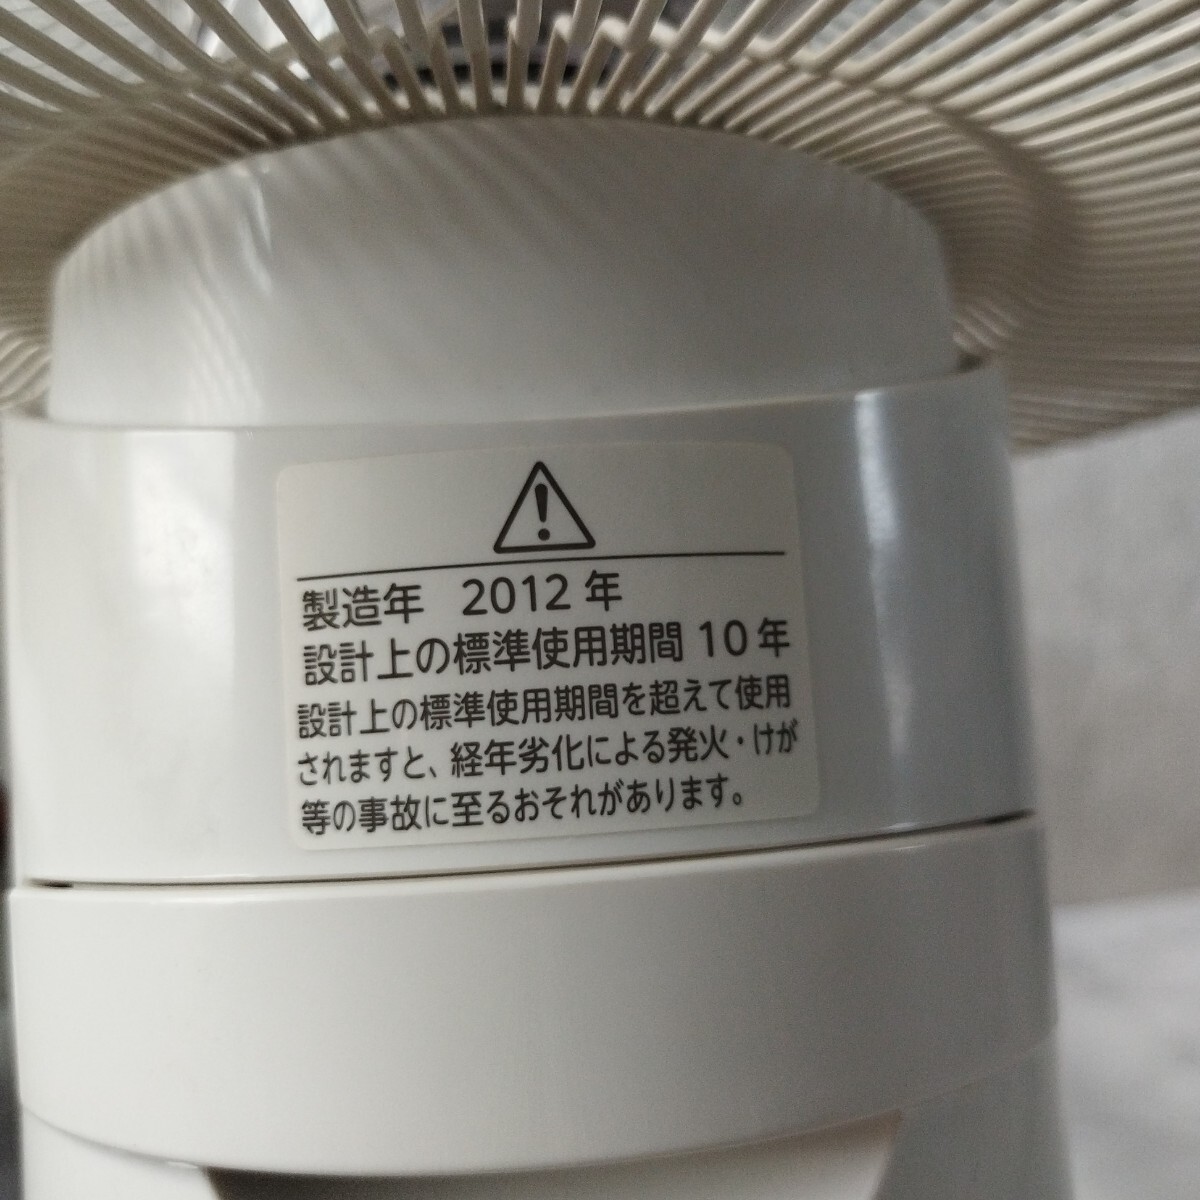 製造年 2012年
設計上の標準使用期間 10年
設計上の標準使用期間を超えて使用
されますと、経年劣化による発火・けが
等の事故に至るおそれがあります。